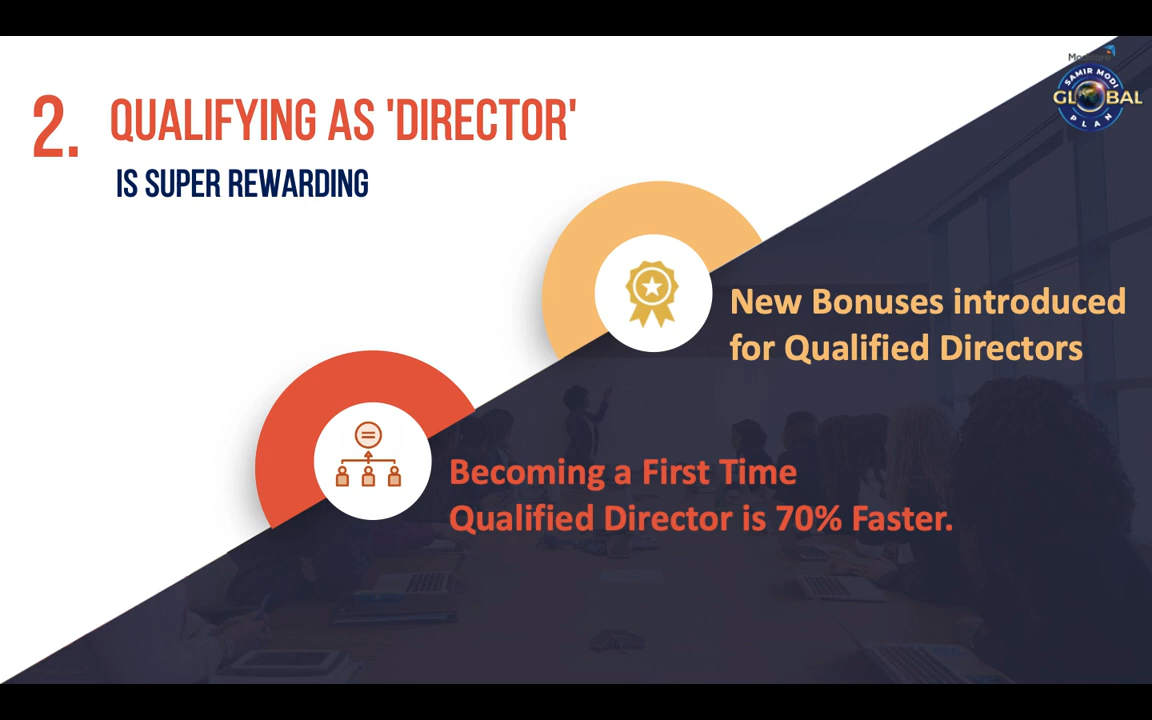 2.
QUALIFYING AS 'DIRECTOR'
IS SUPER REWARDING
Modicare
SAMIR MODI
GLOBAL
PLAN
New Bonuses introduced
for Qualified Directors
Becoming a First Time
Qualified Director is 70% Faster.